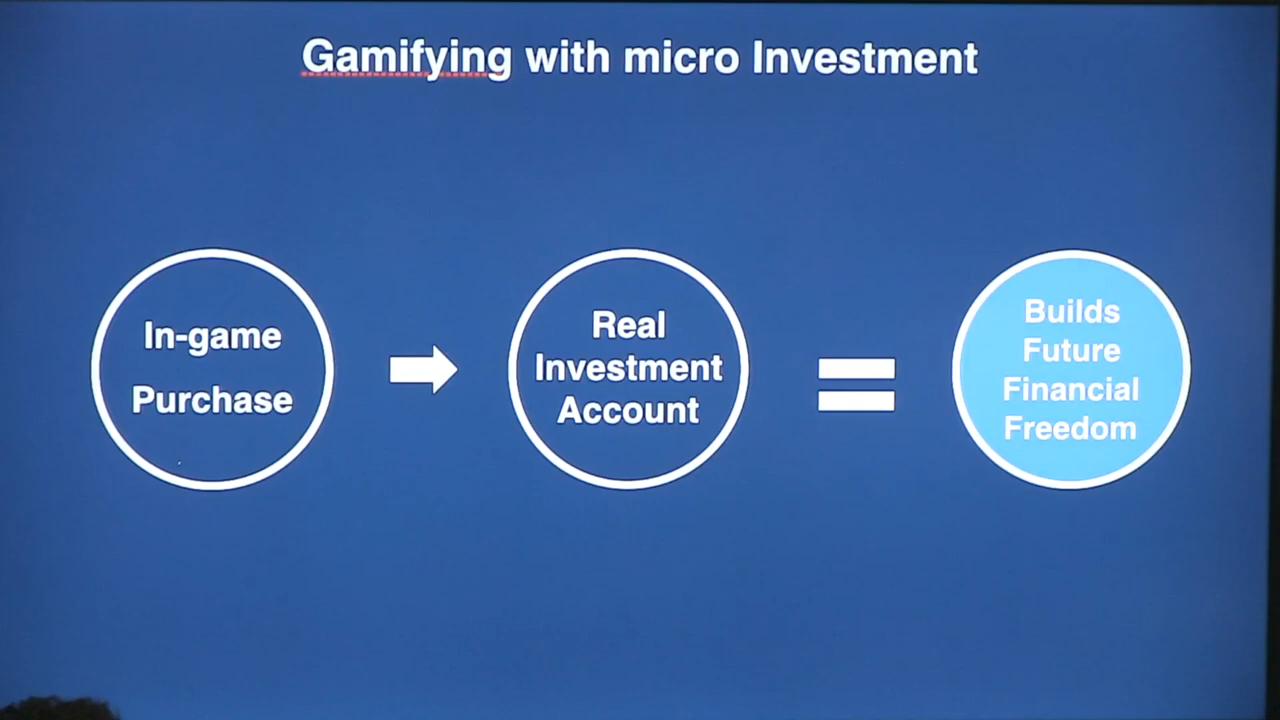 Gamifying with micro Investment
In-game
Purchase
Real
Investment
Account
Builds
Future
Financial
Freedom